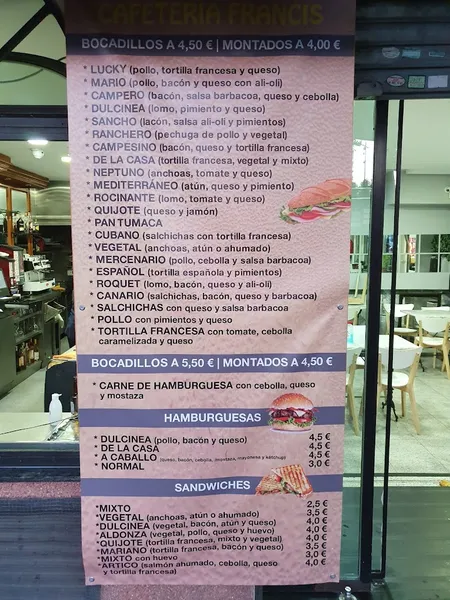 CAFETERIA FRANCIS
BOCADILLOS A 4,50 € | MONTADOS A 4,00 €
* LUCKY (pollo, tortilla francesa y queso)
* MARIO (pollo, bacón y queso con ali-oli)
* CAMPERO (bacón, salsa barbacoa, queso y cebolla)
* DULCINEA (lomo, pimiento y queso)
* SANCHO (lacón, salsa ali-oli y pimientos)
* RANCHERO (pechuga de pollo y vegetal)
* CAMPESINO (bacón, queso y tortilla francesa)
* DE LA CASA (tortilla francesa, vegetal y mixto)
* NEPTUNO (anchoas, tomate y queso)
* MEDITERRÁNEO (atún, queso y pimiento)
* ROCINANTE (lomo, tomate y queso)
* QUIJOTE (queso y jamón)
* PAN TUMACA
* CUBANO (salchichas con tortilla francesa)
* VEGETAL (anchoas, atún o ahumado)
* MERCENARIO (pollo, cebolla y salsa barbacoa)
* ESPAÑOL (tortilla española y pimientos)
* ROQUET (lomo, bacón, queso y ali-oli)
* CANARIO (salchichas, bacón, queso y barbacoa)
* SALCHICHAS con queso y salsa barbacoa
* POLLO con pimientos y queso
* TORTILLA FRANCESA con tomate, cebolla
caramelizada y queso
BOCADILLOS A 5,50 € | MONTADOS A 4,50 €
* CARNE DE HAMBURGUESA con cebolla, queso
y mostaza
HAMBURGUESAS
* DULCINEA (pollo, bacón y queso) 4,5 €
* DE LA CASA 4,5 €
* A CABALLO (queso, bacón, cebolla, mostaza, mayonesa y ketchup) 4,5 €
* NORMAL 3,0 €
SANDWICHES
*MIXTO 2,5 €
*VEGETAL (anchoas, atún o ahumado) 3,5 €
*DULCINEA (vegetal, bacón, atún y queso) 4,0 €
*ALDONZA (vegetal, pollo, queso y huevo) 4,0 €
*QUIJOTE (tortilla francesa, mixto y vegetal) 4,0 €
*MARIANO (tortilla francesa, bacón y queso) 3,5 €
*MIXTO con huevo 3,0 €
*ARTICO (salmón ahumado, cebolla, queso 4,0 €
y tortilla francesa)